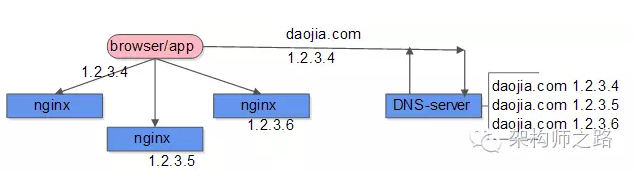 daojia.com
browser/app
1.2.3.4
1.2.3.4
nginx
nginx
DNS-server
daojia.com 1.2.3.4
daojia.com 1.2.3.5
daojia.com 1.2.3.6
1.2.3.6
nginx
1.2.3.5
架构师之路